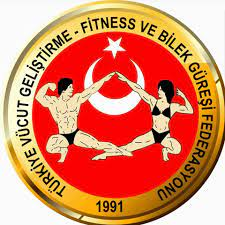 TÜRKİYE VÜCUT GELİŞTİRME - FİTNESS VE BİLEK GÜREŞİ FEDERASYONU
1991